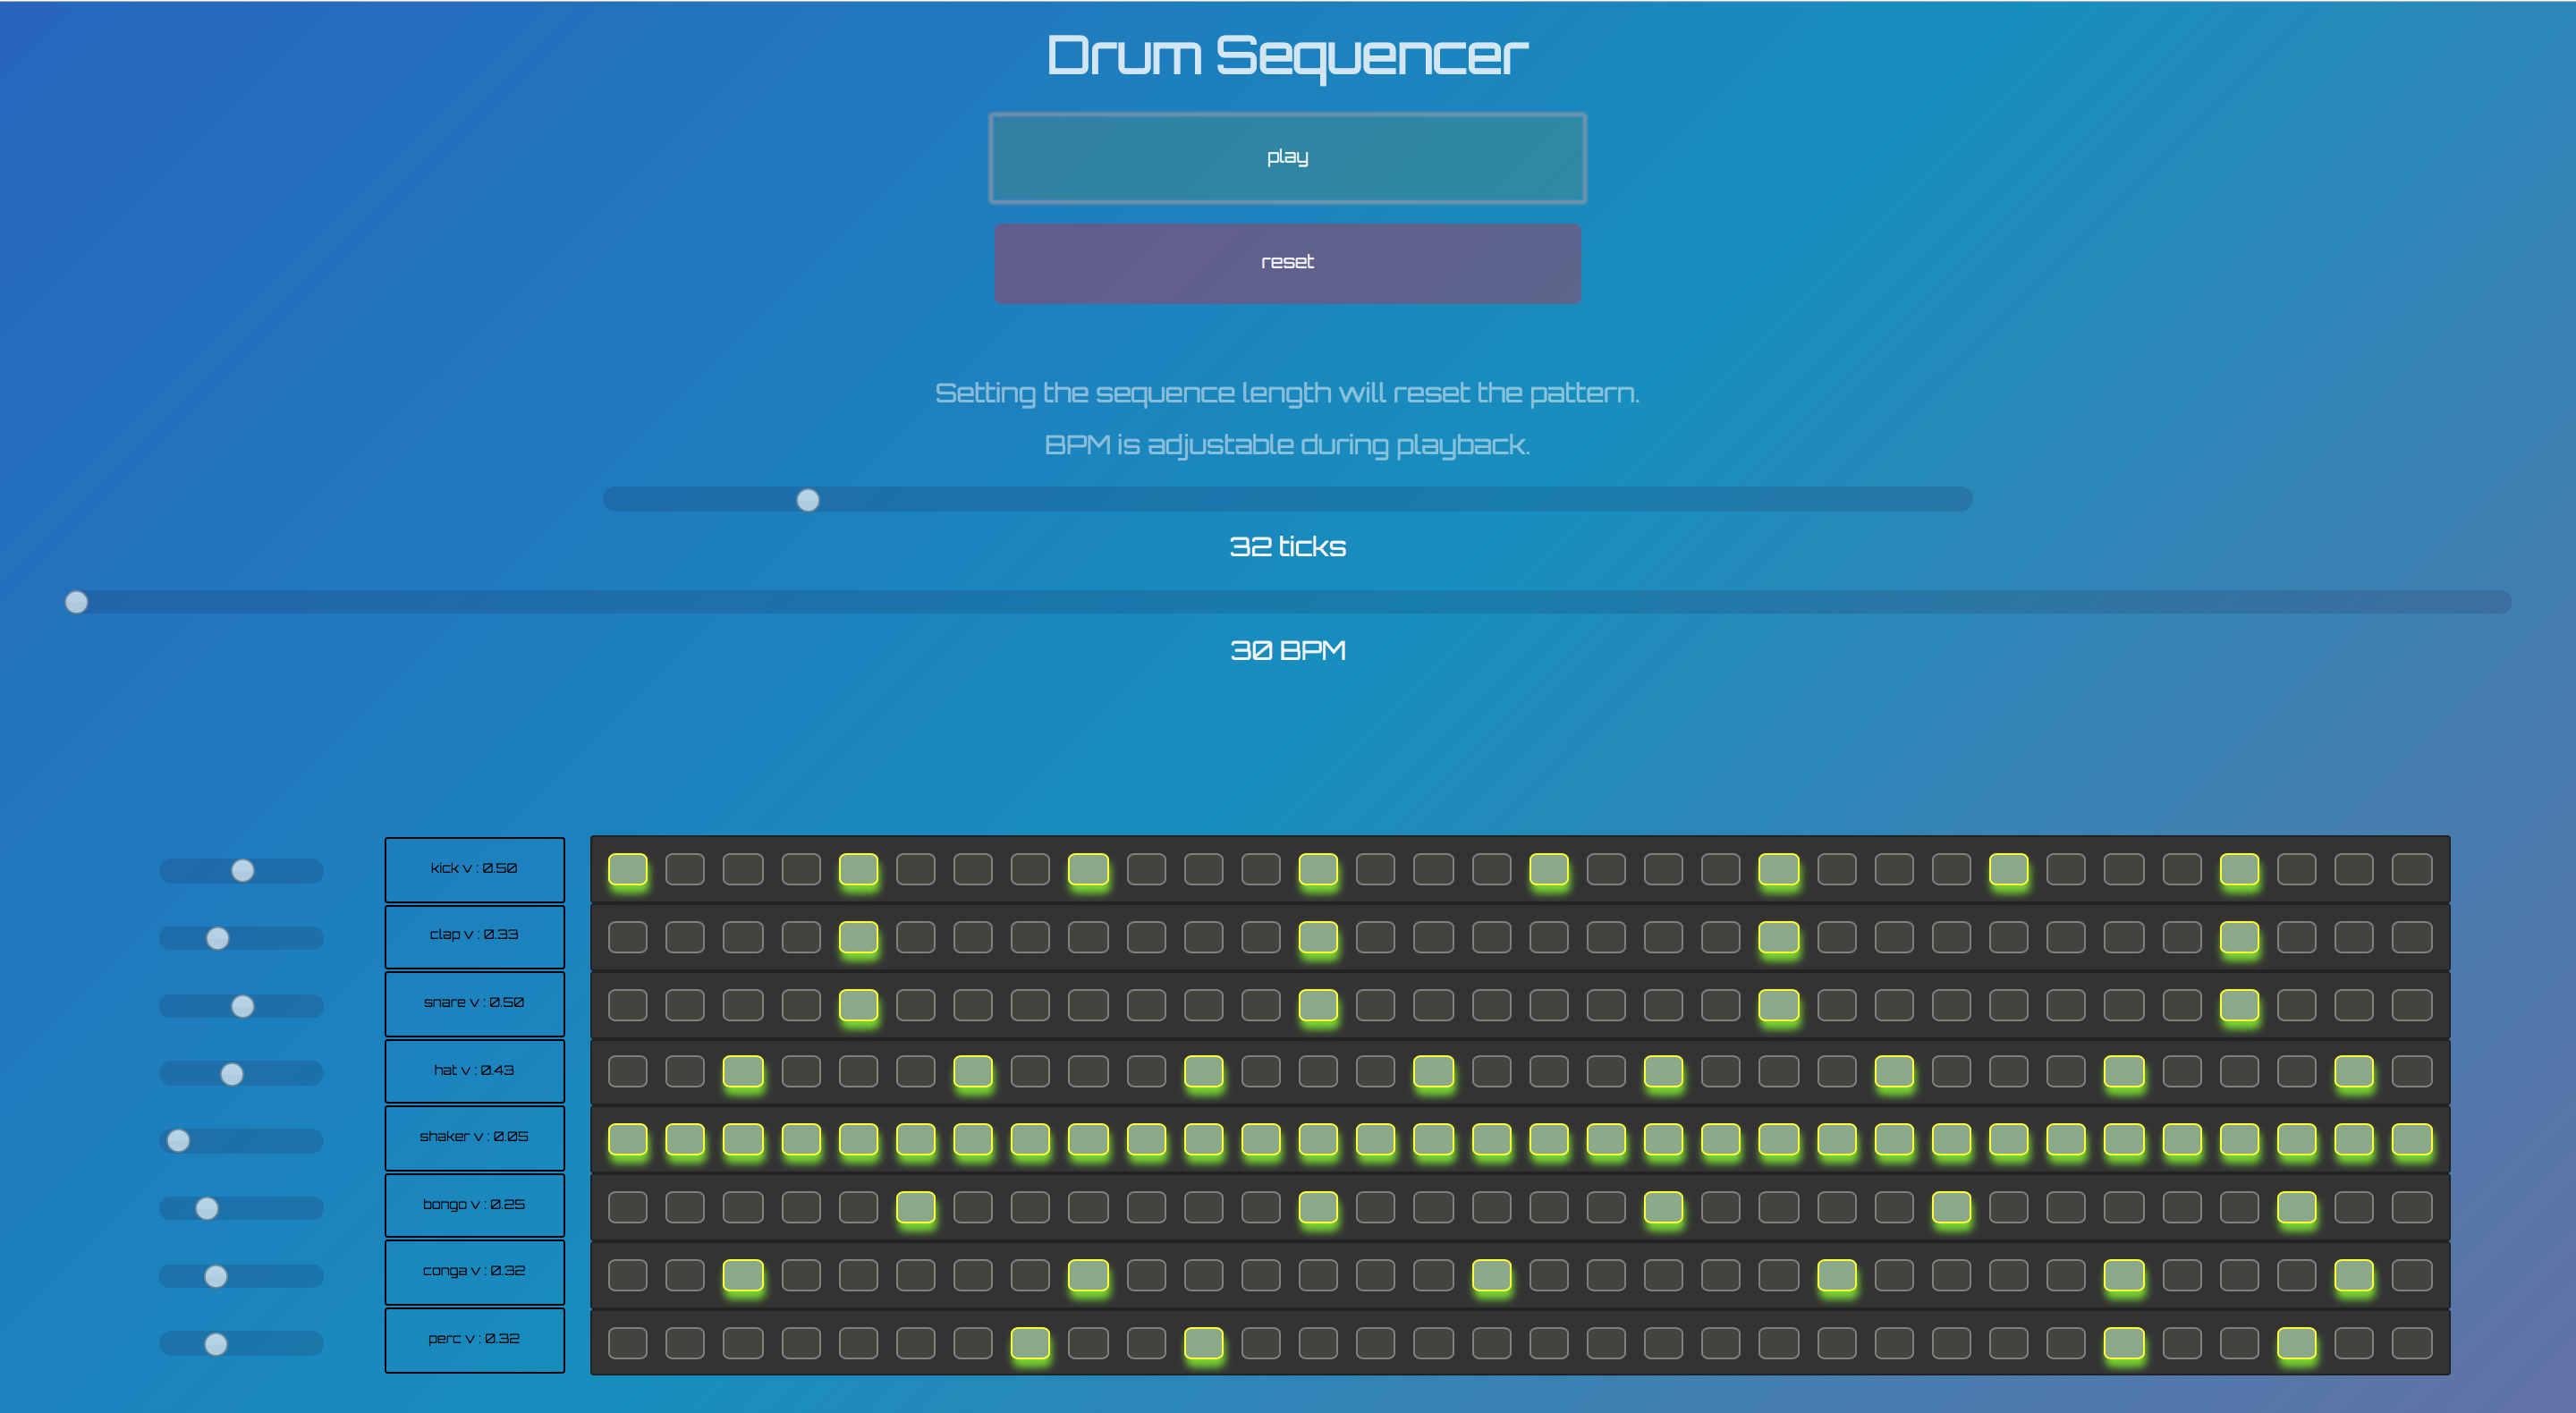 Drum Sequencer
play
reset
Setting the sequence length will reset the pattern.
BPM is adjustable during playback.
32 ticks
30 BPM
kick v : 0.50
clap v : 0.33
snare v : 0.50
hat v : 0.43
shaker v : 0.05
bongo v : 0.25
conga v : 0.32
perc v : 0.32